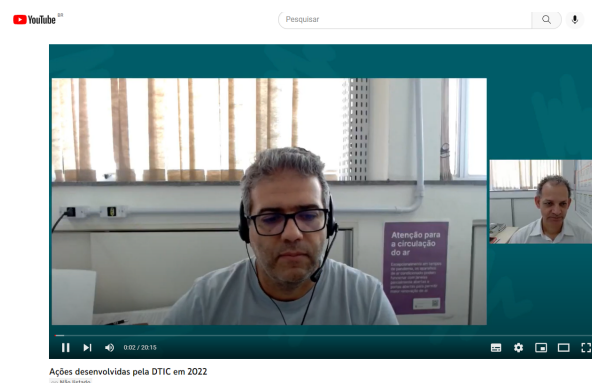 YouTube BR
Pesquisar
Atenção para
a circulação
do ar
0:02 / 20:15
Ações desenvolvidas pela DTIC em 2022
Não listado